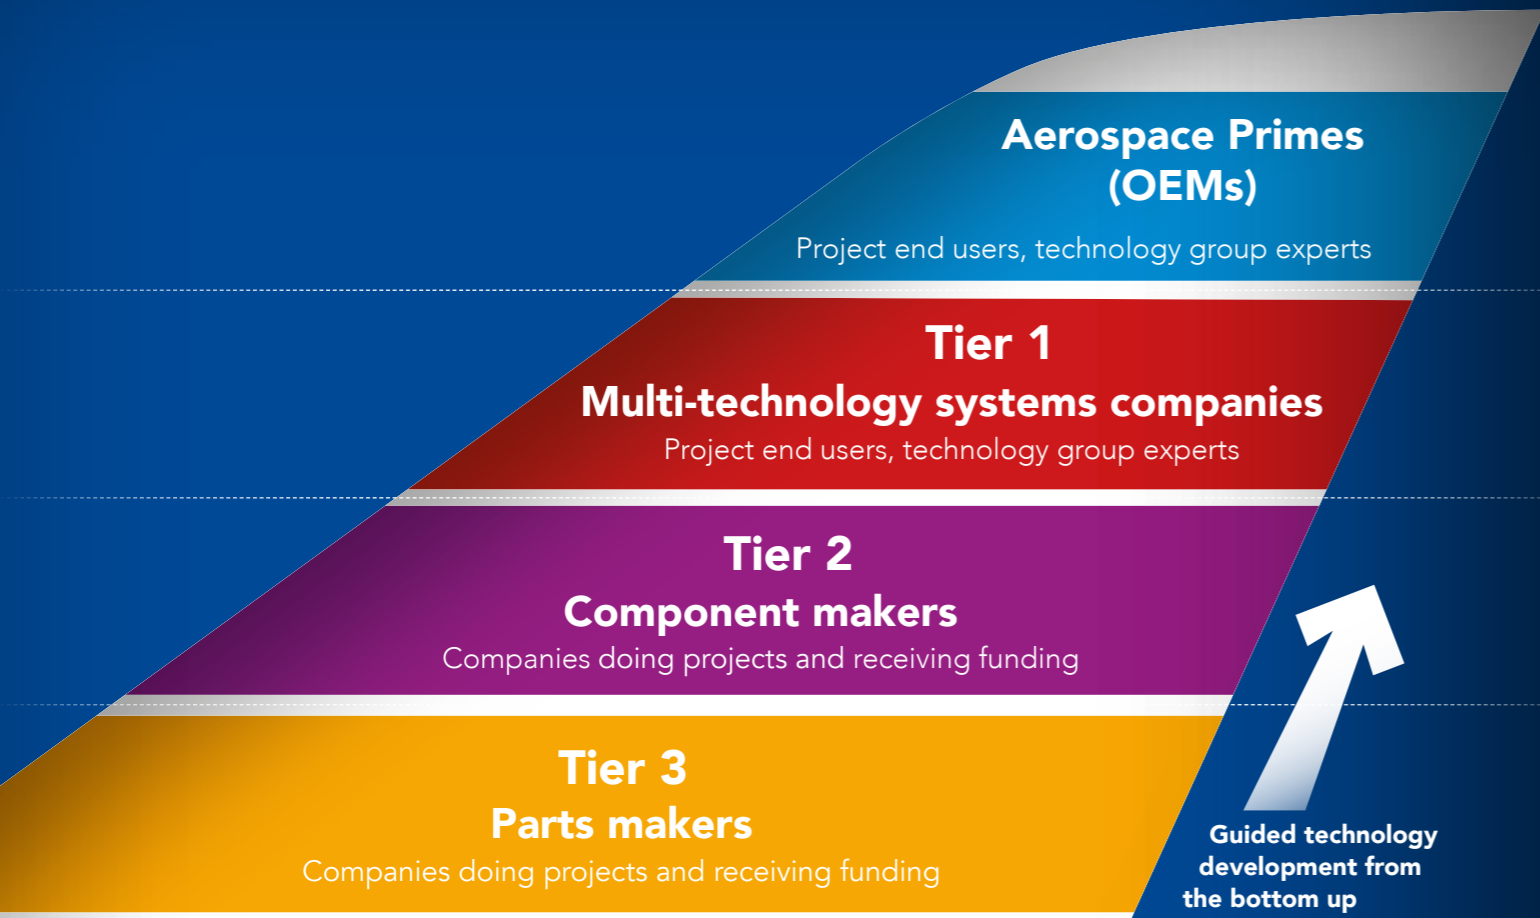 Aerospace Primes
(OEMs)
Project end users, technology group experts
Tier 1
Multi-technology systems companies
Project end users, technology group experts
Tier 2
Component makers
Companies doing projects and receiving funding
Tier 3
Parts makers
Companies doing projects and receiving funding
Guided technology
development from
the bottom up